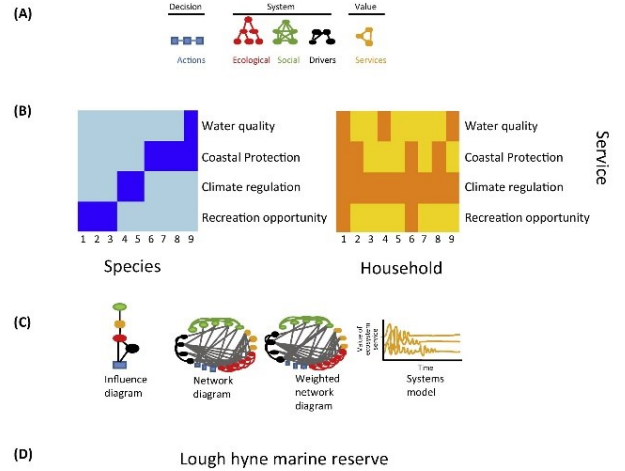 (A)
Decision System Value
Actions Ecological Social Drivers Services
(B)
Water quality
Coastal Protection
Climate regulation
Recreation opportunity
1 2 3 4 5 6 7 8 9
Species
Water quality
Coastal Protection
Climate regulation
Recreation opportunity
1 2 3 4 5 6 7 8 9
Household
Service
(C)
Influence
diagram
Network
diagram
Weighted
network
diagram
Value of
ecosystem
service
Time
Systems
model
(D)
Lough hyne marine reserve